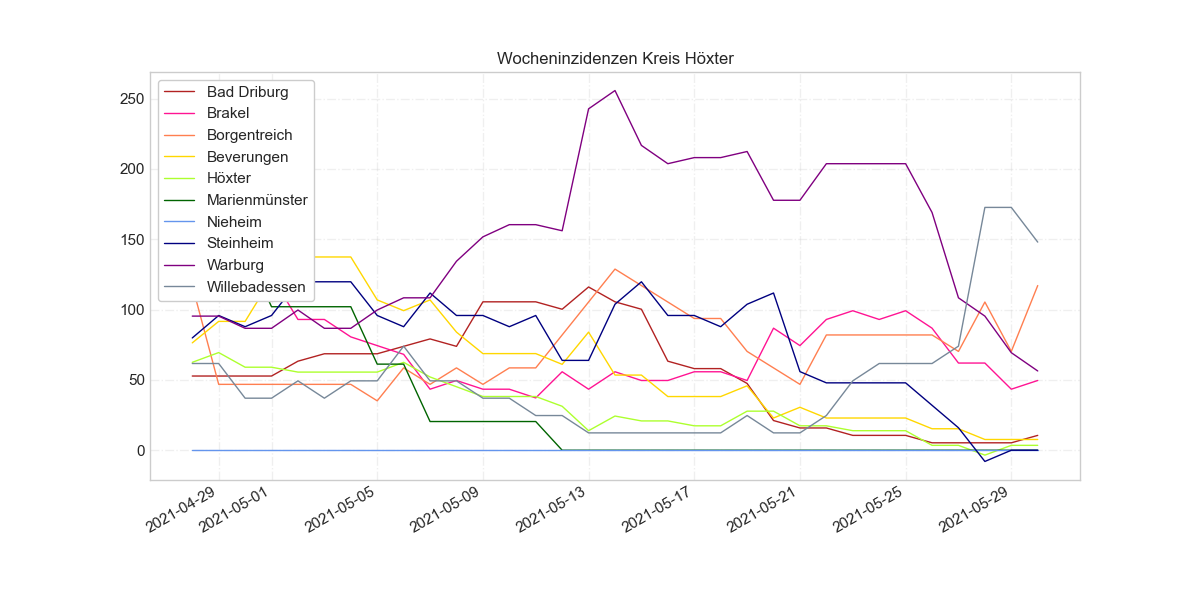 Wocheninzidenzen Kreis Höxter
250
200
150
100
50
0
Bad Driburg
Brakel
Borgentreich
Beverungen
Höxter
Marienmünster
Nieheim
Steinheim
Warburg
Willebadessen
2021-04-29
2021-05-01
2021-05-05
2021-05-09
2021-05-13
2021-05-17
2021-05-21
2021-05-25
2021-05-29